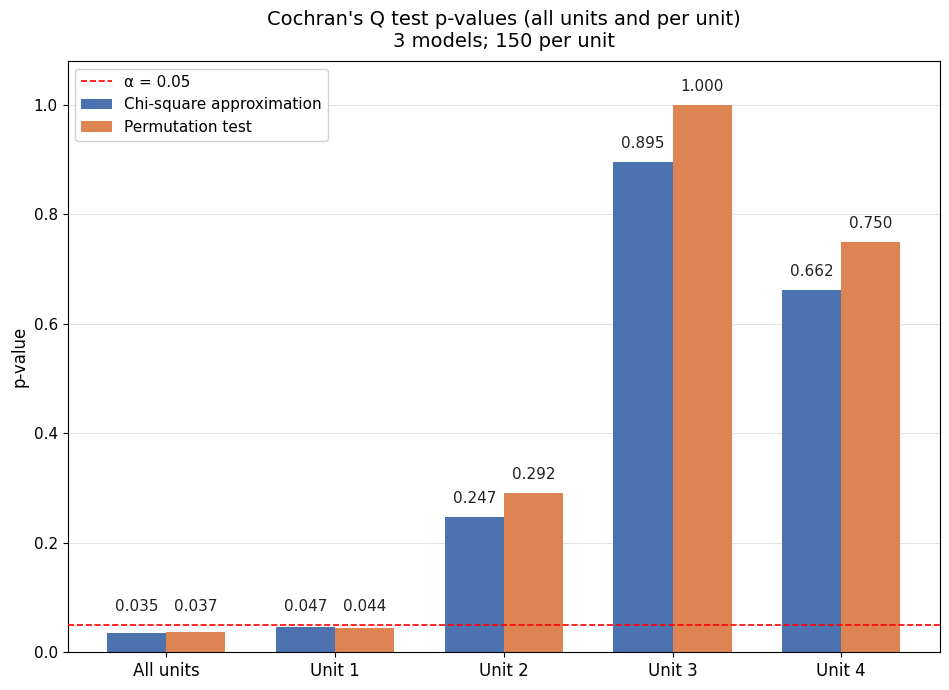 Cochran's Q test p-values (all units and per unit)
3 models; 150 per unit
α = 0.05
Chi-square approximation
Permutation test
p-value
1.0
0.8
0.6
0.4
0.2
0.0
0.035
0.037
0.047
0.044
0.247
0.292
0.895
1.000
0.662
0.750
All units
Unit 1
Unit 2
Unit 3
Unit 4